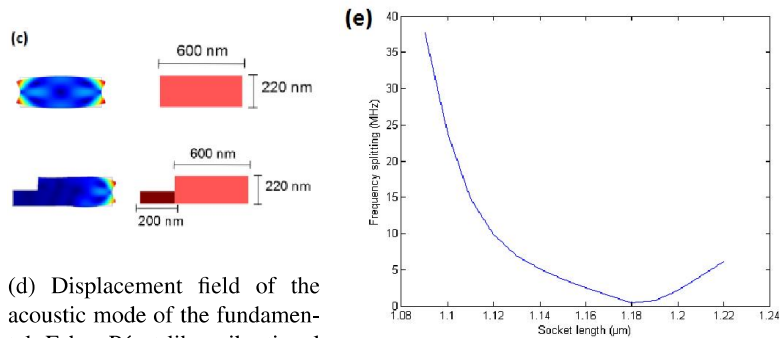 (c)
600 nm
220 nm
600 nm
220 nm
200 nm
(d) Displacement field of the
acoustic mode of the fundamen-
(e)
Frequency splitting (MHz)
40
35
30
25
20
15
10
5
0
1.08 1.1 1.12 1.14 1.16 1.18 1.2 1.22 1.24
Socket length (μm)